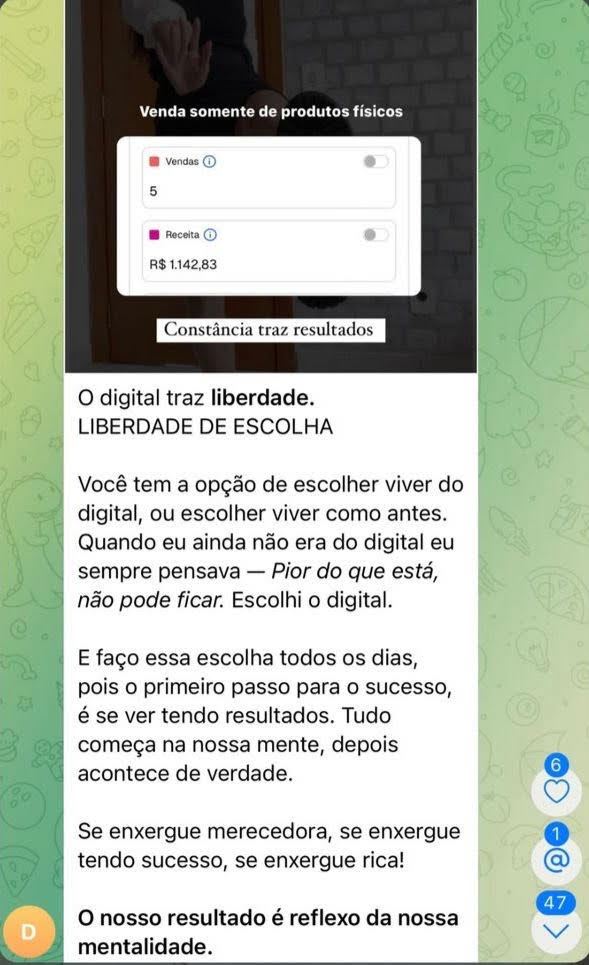 Venda somente de produtos físicos
Vendas
5
Receita
R$ 1.142,83
Constância traz resultados
O digital traz liberdade.
LIBERDADE DE ESCOLHA
Você tem a opção de escolher viver do
digital, ou escolher viver como antes.
Quando eu ainda não era do digital eu
sempre pensava — Pior do que está,
não pode ficar. Escolhi o digital.
E faço essa escolha todos os dias,
pois o primeiro passo para o sucesso,
é se ver tendo resultados. Tudo
começa na nossa mente, depois
acontece de verdade.
Se enxergue merecedora, se enxergue
tendo sucesso, se enxergue rica!
O nosso resultado é reflexo da nossa
mentalidade.
6
1
@
47
D